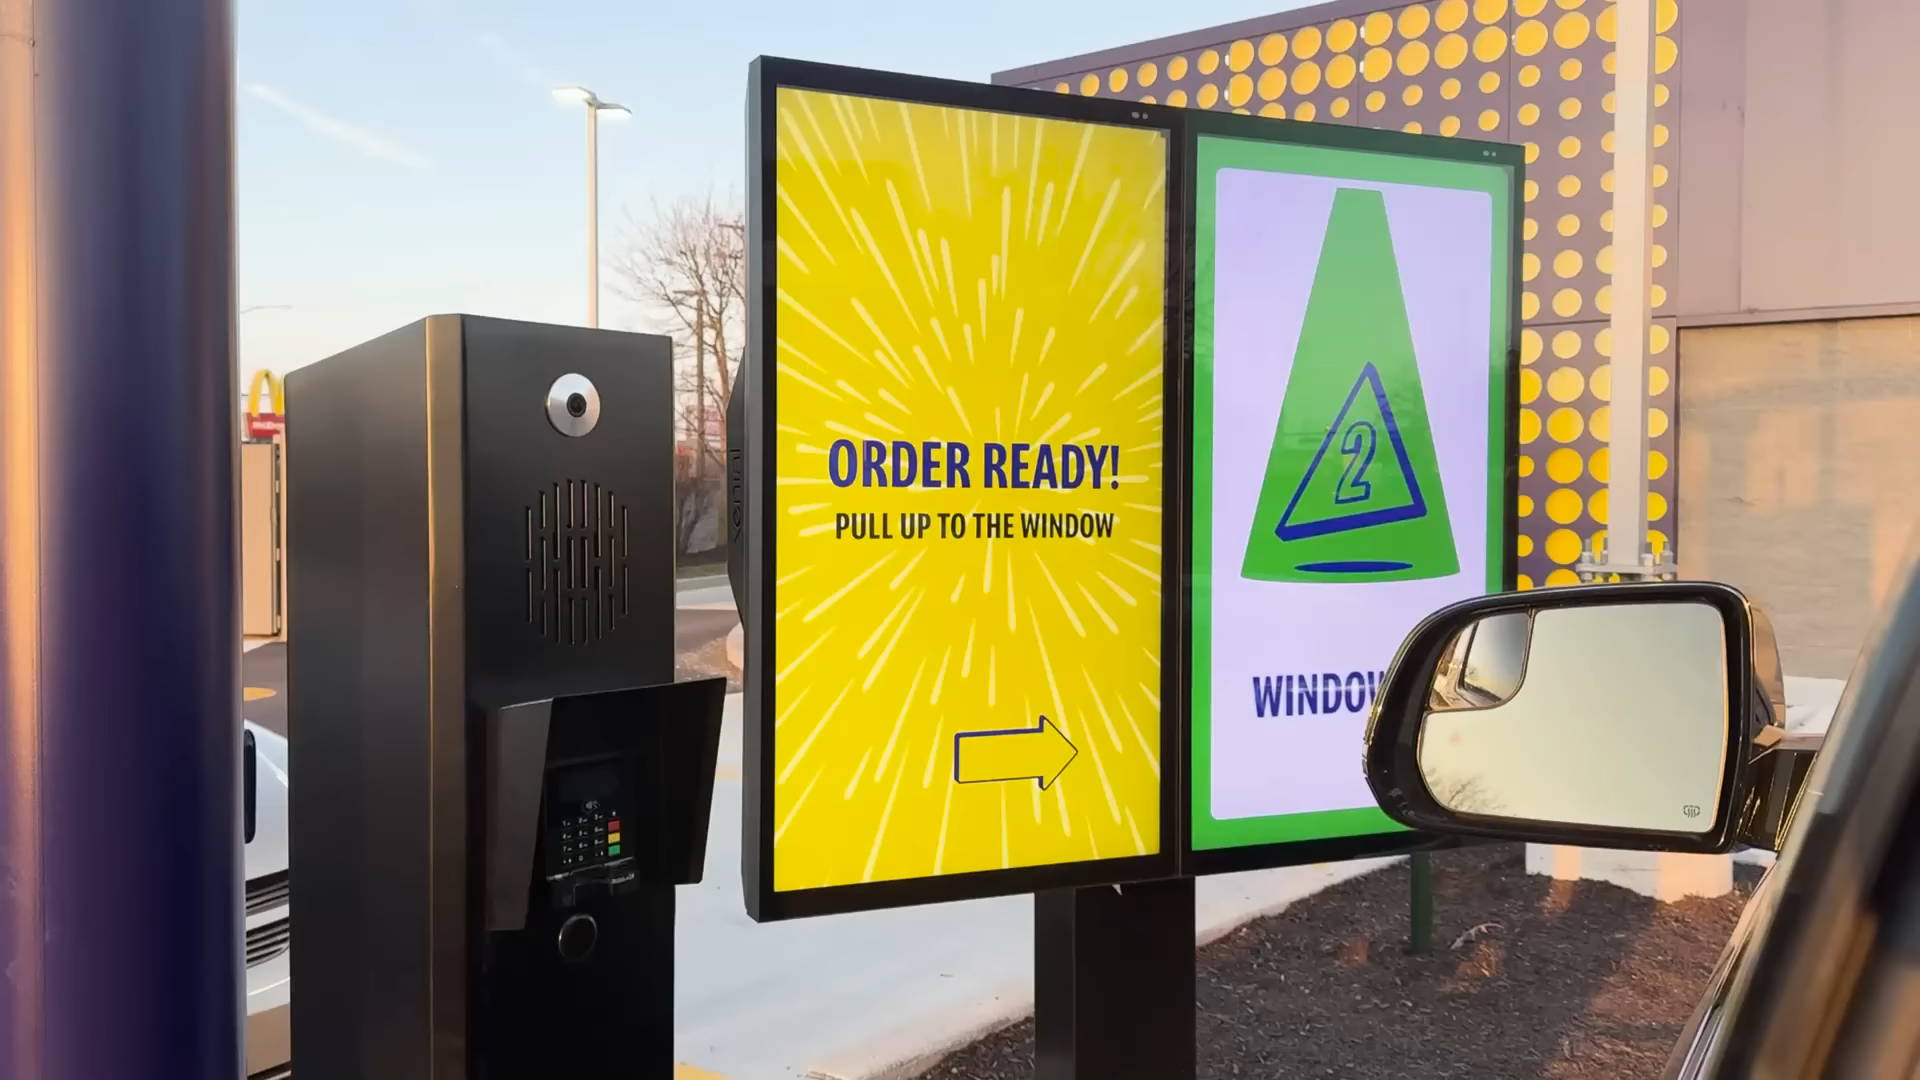 ORDER READY!
PULL UP TO THE WINDOW
2
WINDOW